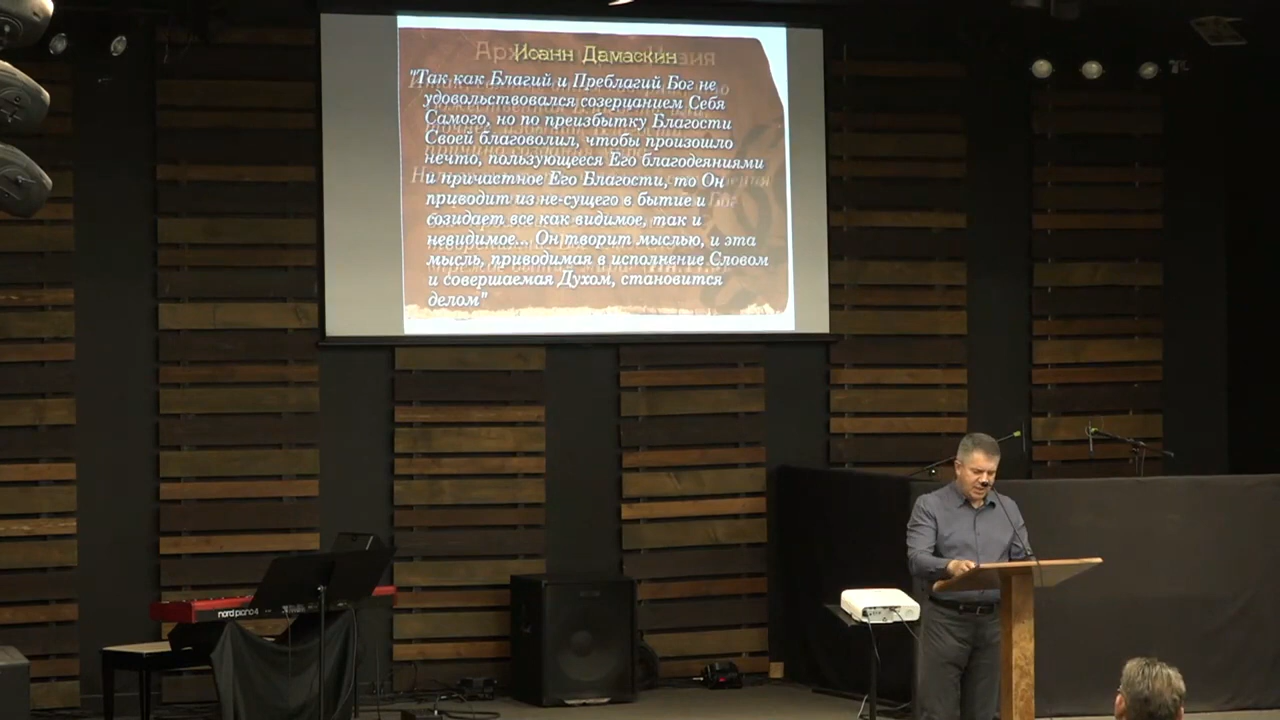 Иоанн Дамаскин
"Так как Благий и Преблагий Бог не
удовольствовался созерцанием Себя
Самого, но по преизбытку Благости
Своей благоволил, чтобы произошло
нечто, пользующееся Его благодеяниями
и причастное Его Благости, то Он
приводит из не-сущего в бытие и
созидает все как видимое, так и
невидимое... Он творит мыслью, и эта
мысль, приводимая в исполнение Словом
и совершаемая Духом, становится
делом"
nord piano 4